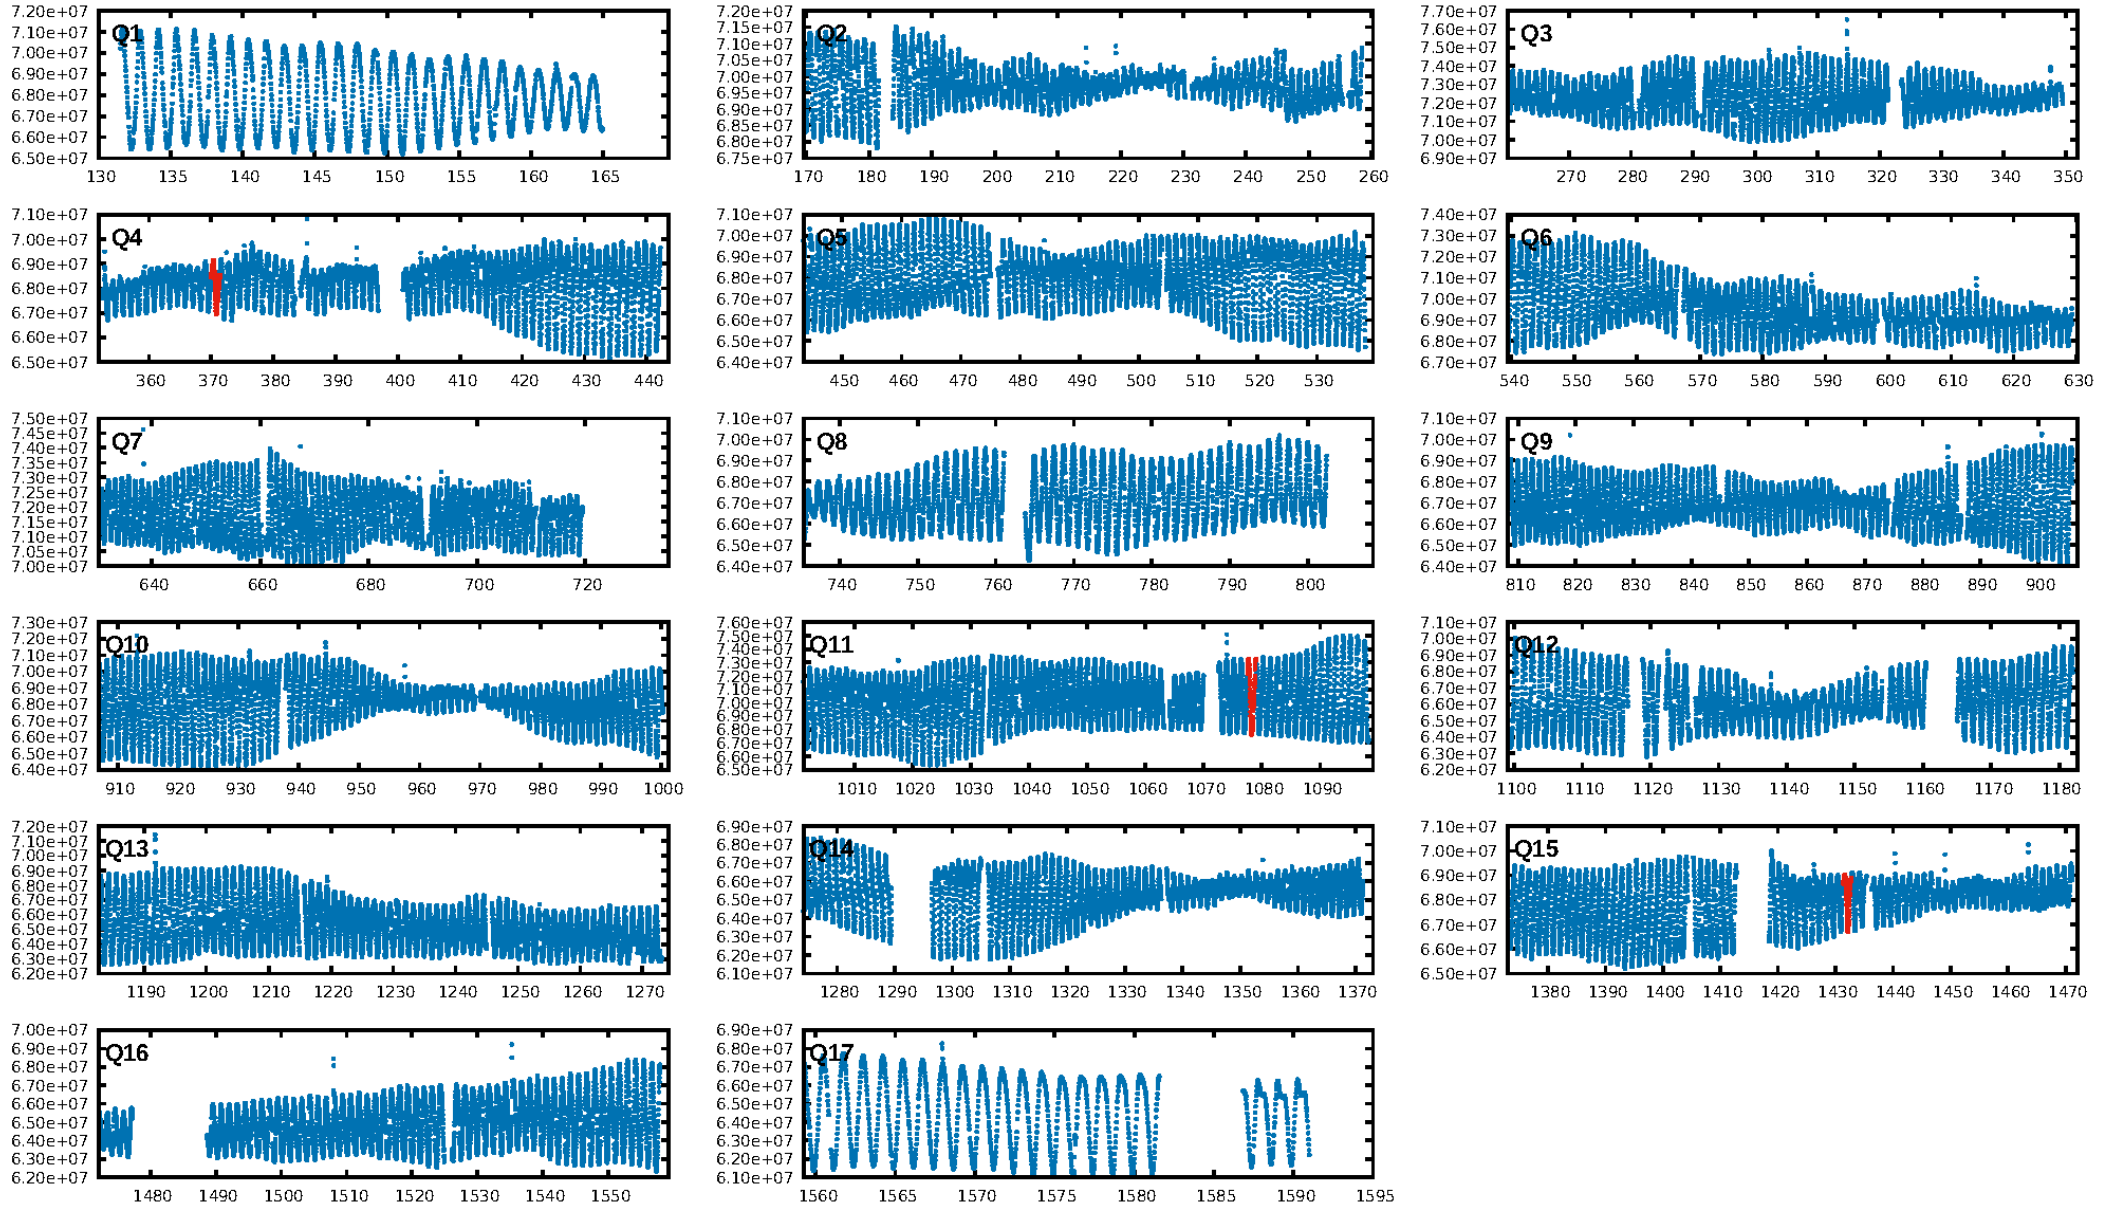 7.20e+07
Q1
7.10e+07
7.00e+07
6.90e+07
6.80e+07
6.70e+07
6.60e+07
6.50e+07
130 135 140 145 150 155 160 165
7.20e+07
7.15e+07
Q2
7.10e+07
7.05e+07
7.00e+07
6.95e+07
6.90e+07
6.85e+07
6.80e+07
6.75e+07
170 180 190 200 210 220 230 240 250 260
7.70e+07
7.60e+07
Q3
7.50e+07
7.40e+07
7.30e+07
7.20e+07
7.10e+07
7.00e+07
6.90e+07
270 280 290 300 310 320 330 340 350
7.10e+07
Q4
7.00e+07
6.90e+07
6.80e+07
6.70e+07
6.60e+07
6.50e+07
360 370 380 390 400 410 420 430 440
7.10e+07
Q5
7.00e+07
6.90e+07
6.80e+07
6.70e+07
6.60e+07
6.50e+07
6.40e+07
450 460 470 480 490 500 510 520 530
7.40e+07
Q6
7.30e+07
7.20e+07
7.10e+07
7.00e+07
6.90e+07
6.80e+07
6.70e+07
540 550 560 570 580 590 600 610 620 630
7.50e+07
7.45e+07
Q7
7.40e+07
7.35e+07
7.30e+07
7.25e+07
7.20e+07
7.15e+07
7.10e+07
7.05e+07
7.00e+07
640 660 680 700 720
7.10e+07
Q8
7.00e+07
6.90e+07
6.80e+07
6.70e+07
6.60e+07
6.50e+07
6.40e+07
740 750 760 770 780 790 800
7.10e+07
Q9
7.00e+07
6.90e+07
6.80e+07
6.70e+07
6.60e+07
6.50e+07
6.40e+07
810 820 830 840 850 860 870 880 890 900
7.30e+07
7.20e+07
Q10
7.10e+07
7.00e+07
6.90e+07
6.80e+07
6.70e+07
6.60e+07
6.50e+07
6.40e+07
910 920 930 940 950 960 970 980 990 1000
7.60e+07
7.50e+07
Q11
7.40e+07
7.30e+07
7.20e+07
7.10e+07
7.00e+07
6.90e+07
6.80e+07
6.70e+07
6.60e+07
6.50e+07
1010 1020 1030 1040 1050 1060 1070 1080 1090
7.10e+07
7.00e+07
Q12
6.90e+07
6.80e+07
6.70e+07
6.60e+07
6.50e+07
6.40e+07
6.30e+07
6.20e+07
1100 1110 1120 1130 1140 1150 1160 1170 1180
7.20e+07
7.10e+07
Q13
7.00e+07
6.90e+07
6.80e+07
6.70e+07
6.60e+07
6.50e+07
6.40e+07
6.30e+07
6.20e+07
1190 1200 1210 1220 1230 1240 1250 1260 1270
6.90e+07
Q14
6.80e+07
6.70e+07
6.60e+07
6.50e+07
6.40e+07
6.30e+07
6.20e+07
6.10e+07
1280 1290 1300 1310 1320 1330 1340 1350 1360 1370
7.10e+07
Q15
7.00e+07
6.90e+07
6.80e+07
6.70e+07
6.60e+07
6.50e+07
1380 1390 1400 1410 1420 1430 1440 1450 1460 1470
7.00e+07
Q16
6.90e+07
6.80e+07
6.70e+07
6.60e+07
6.50e+07
6.40e+07
6.30e+07
6.20e+07
1480 1490 1500 1510 1520 1530 1540 1550
6.90e+07
Q17
6.80e+07
6.70e+07
6.60e+07
6.50e+07
6.40e+07
6.30e+07
6.20e+07
6.10e+07
1560 1565 1570 1575 1580 1585 1590 1595